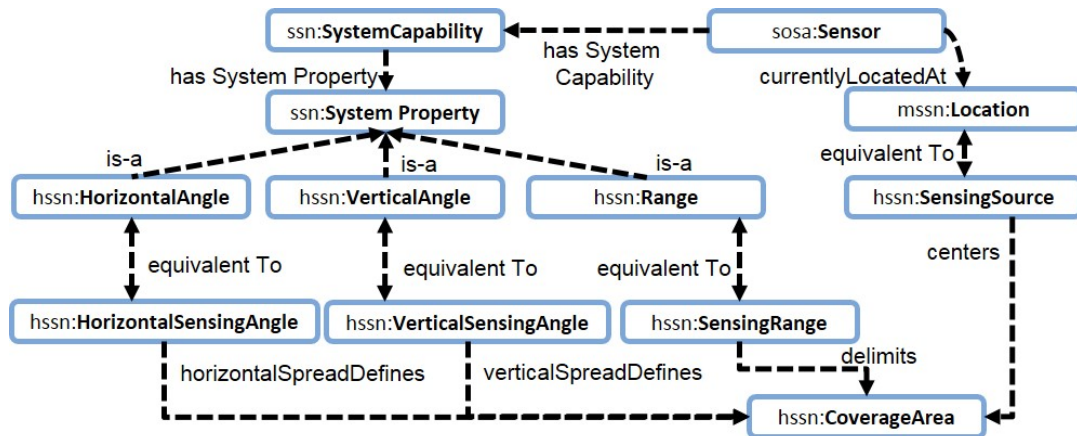 ssn:SystemCapability
sosa:Sensor
has System
Capability
has System Property
currentlyLocatedAt
ssn:System Property
mssn:Location
is-a
is-a
is-a
equivalent To
hssn:HorizontalAngle
hssn:VerticalAngle
hssn:Range
hssn:SensingSource
equivalent To
equivalent To
equivalent To
centers
hssn:HorizontalSensingAngle
hssn:VerticalSensingAngle
hssn:SensingRange
horizontalSpreadDefines
verticalSpreadDefines
delimits
hssn:CoverageArea